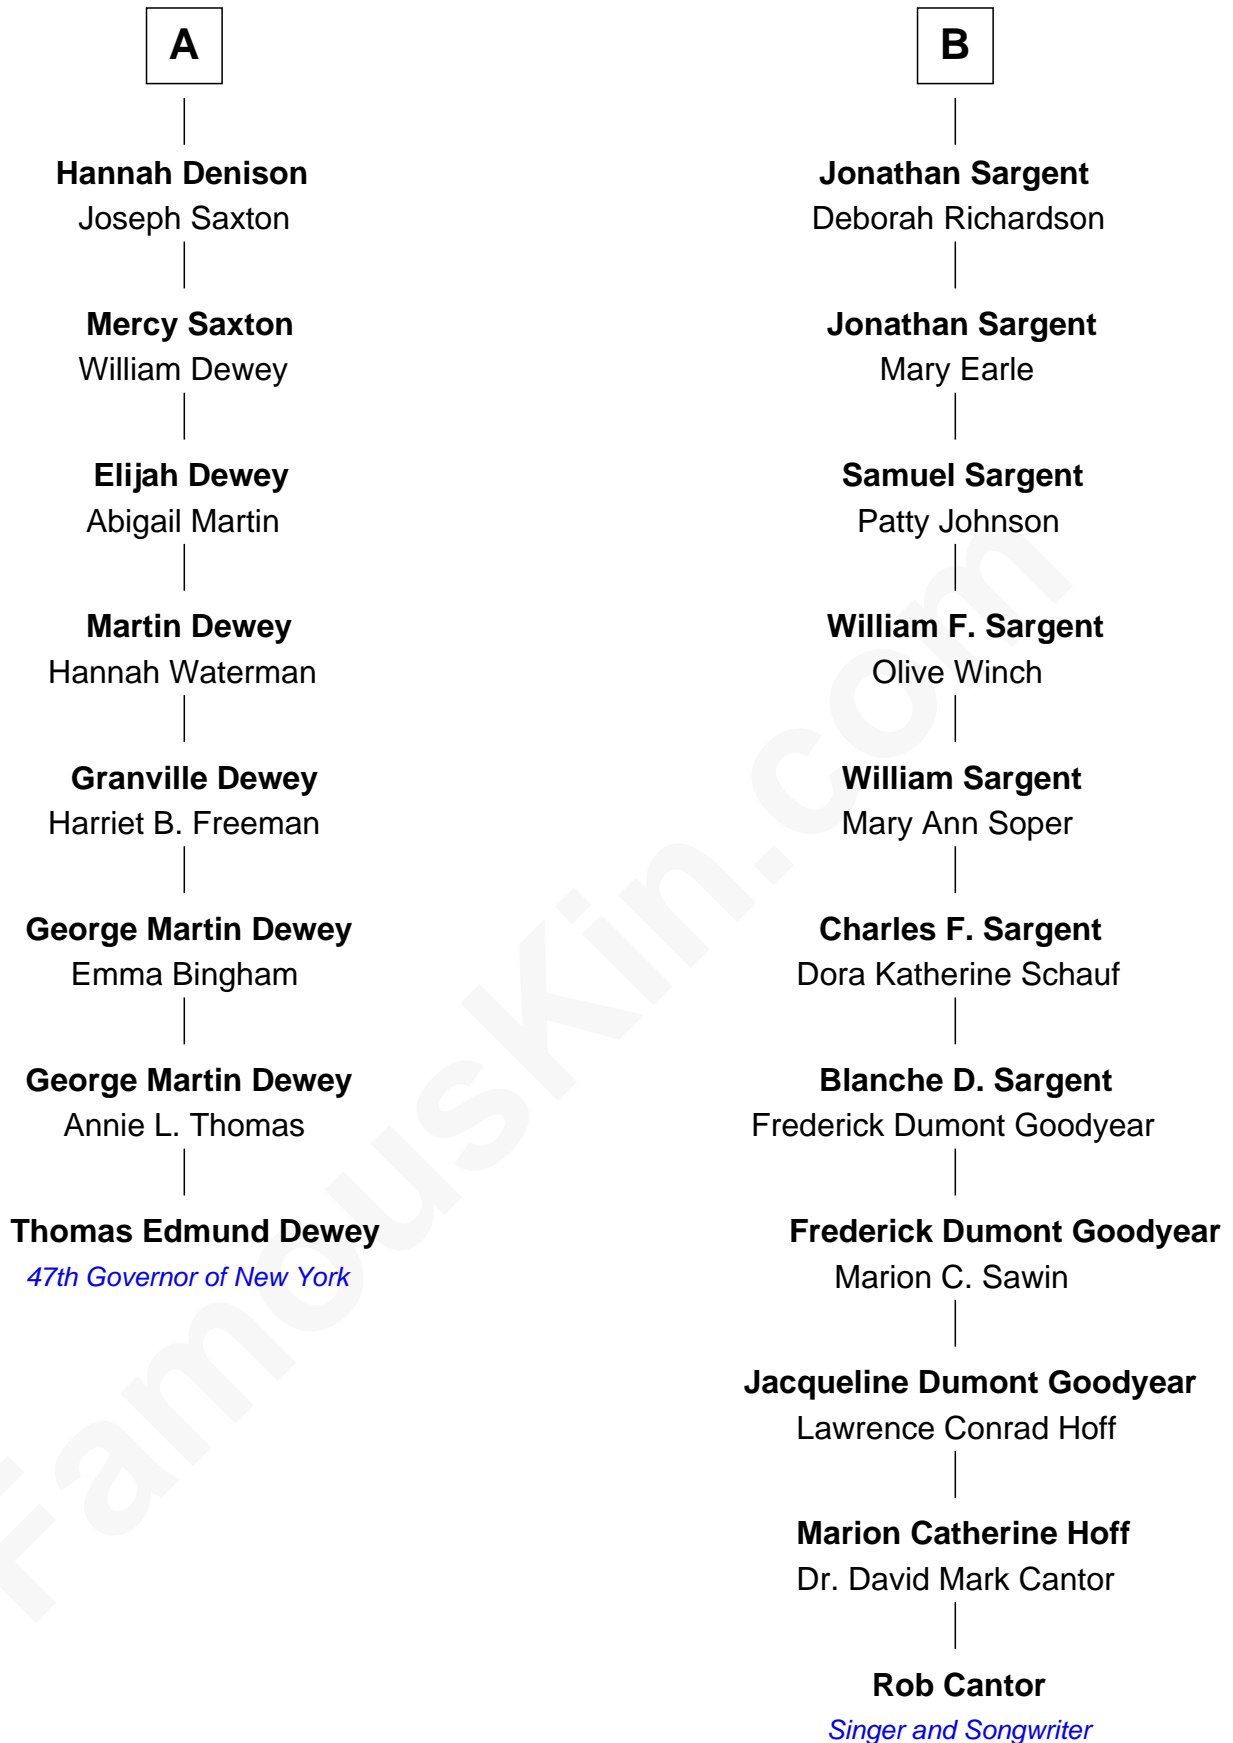 A
Hannah Denison
Joseph Saxton
Mercy Saxton
William Dewey
Elijah Dewey
Abigail Martin
Martin Dewey
Hannah Waterman
Granville Dewey
Harriet B. Freeman
George Martin Dewey
Emma Bingham
George Martin Dewey
Annie L. Thomas
Thomas Edmund Dewey
47th Governor of New York
B
Jonathan Sargent
Deborah Richardson
Jonathan Sargent
Mary Earle
Samuel Sargent
Patty Johnson
William F. Sargent
Olive Winch
William Sargent
Mary Ann Soper
Charles F. Sargent
Dora Katherine Schauf
Blanche D. Sargent
Frederick Dumont Goodyear
Frederick Dumont Goodyear
Marion C. Sawin
Jacqueline Dumont Goodyear
Lawrence Conrad Hoff
Marion Catherine Hoff
Dr. David Mark Cantor
Rob Cantor
Singer and Songwriter
FamousKin.com